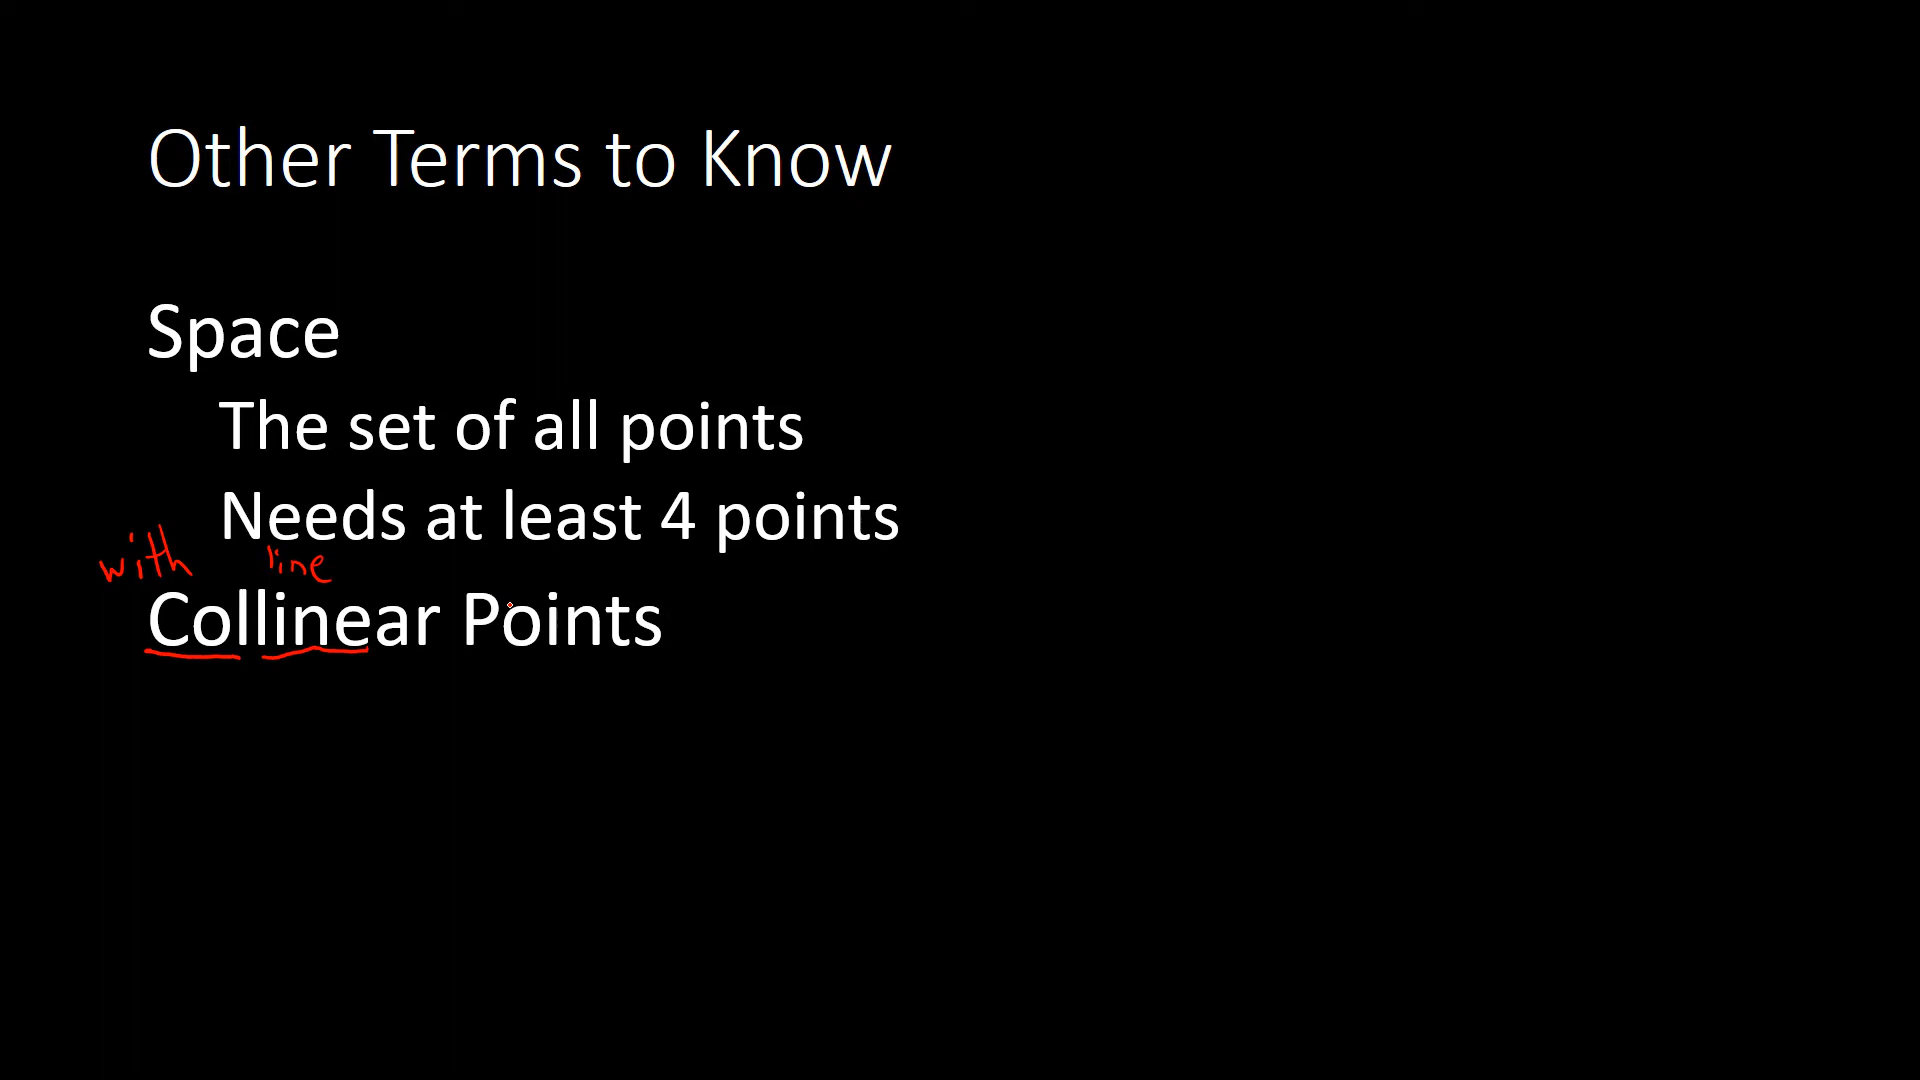 Other Terms to Know
Space
The set of all points
Needs at least 4 points
with line
Collinear Points